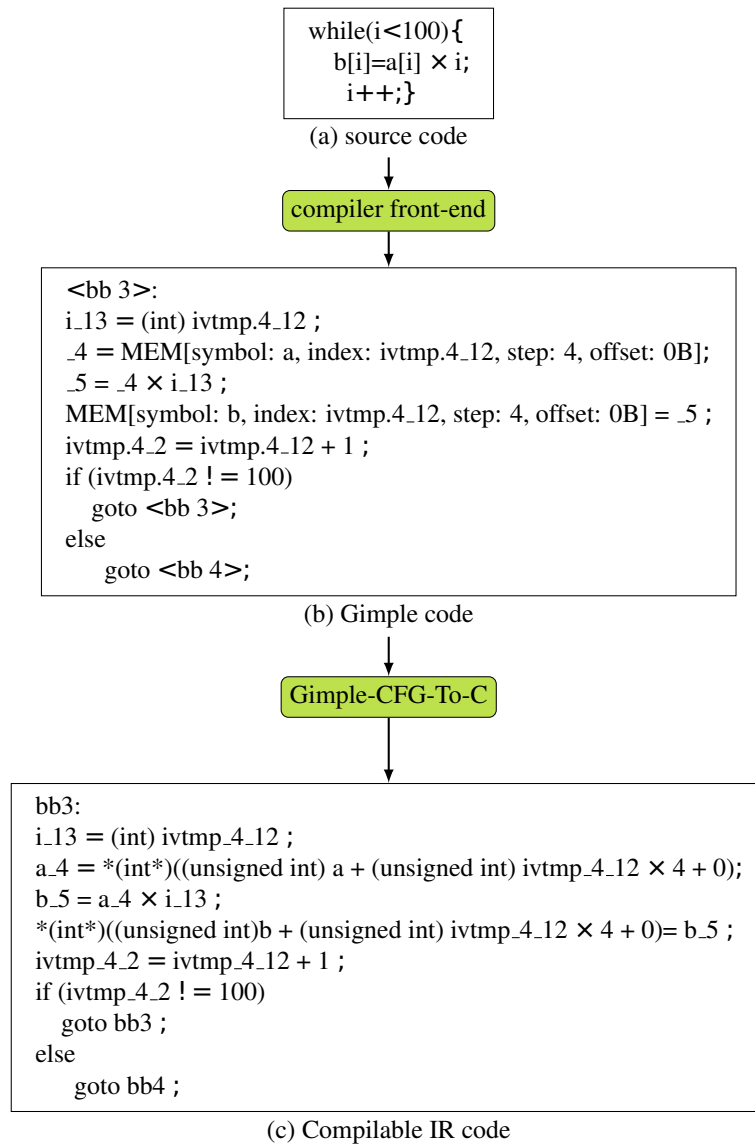 while(i<100){
b[i]=a[i] × i;
i++;}
(a) source code
compiler front-end
<bb 3>:
i_13 = (int) ivtmp.4_12 ;
_4 = MEM[symbol: a, index: ivtmp.4_12, step: 4, offset: 0B];
_5 = _4 × i_13 ;
MEM[symbol: b, index: ivtmp.4_12, step: 4, offset: 0B] = _5 ;
ivtmp.4_2 = ivtmp.4_12 + 1 ;
if (ivtmp.4_2 ! = 100)
goto <bb 3>;
else
goto <bb 4>;
(b) Gimple code
Gimple-CFG-To-C
bb3:
i_13 = (int) ivtmp_4_12 ;
a_4 = *(int*)((unsigned int) a + (unsigned int) ivtmp_4_12 × 4 + 0);
b_5 = a_4 × i_13 ;
*(int*)((unsigned int)b + (unsigned int) ivtmp_4_12 × 4 + 0)= b_5 ;
ivtmp_4_2 = ivtmp_4_12 + 1 ;
if (ivtmp_4_2 ! = 100)
goto bb3 ;
else
goto bb4 ;
(c) Compilable IR code